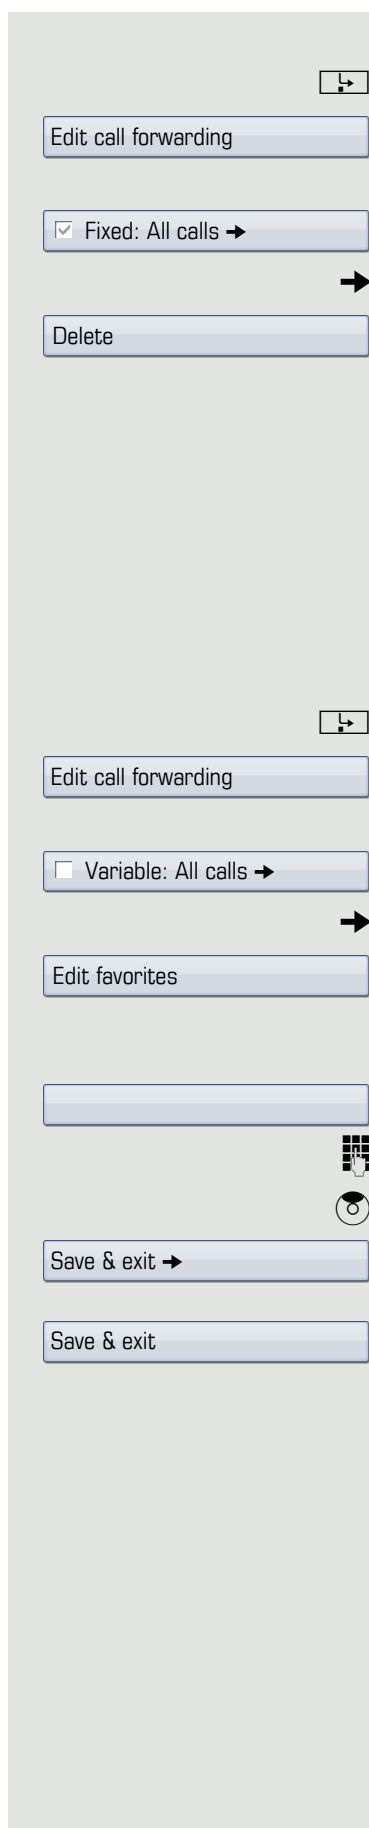 Edit call forwarding
Fixed: All calls →
Delete
Edit call forwarding
Variable: All calls →
Edit favorites
Save & exit →
Save & exit